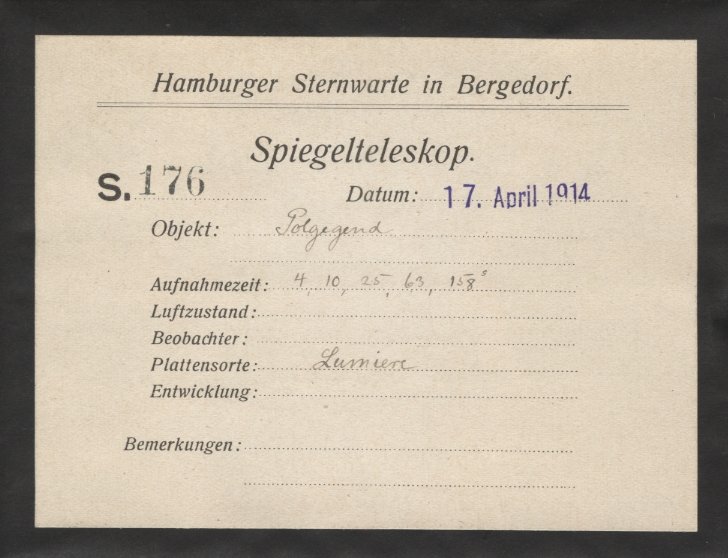 Hamburger Sternwarte in Bergedorf.
Spiegelteleskop.
S. 176
Datum: 17. April 1914
Objekt: Polgegend
Aufnahmezeit: 4, 10, 25, 63, 158ˢ
Luftzustand:
Beobachter:
Plattensorte: Lumiere
Entwicklung:
Bemerkungen: